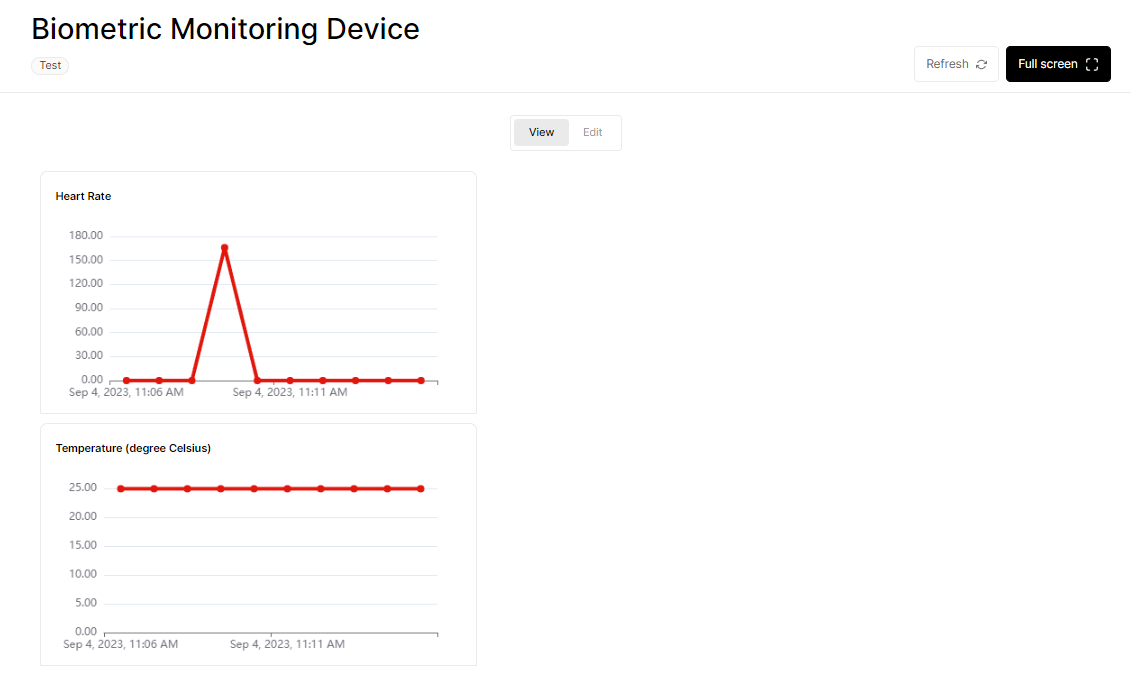 Biometric Monitoring Device
Test
Refresh
Full screen
View
Edit
Heart Rate
180.00
150.00
120.00
90.00
60.00
30.00
0.00
Sep 4, 2023, 11:06 AM
Sep 4, 2023, 11:11 AM
Temperature (degree Celsius)
25.00
20.00
15.00
10.00
5.00
0.00
Sep 4, 2023, 11:06 AM
Sep 4, 2023, 11:11 AM